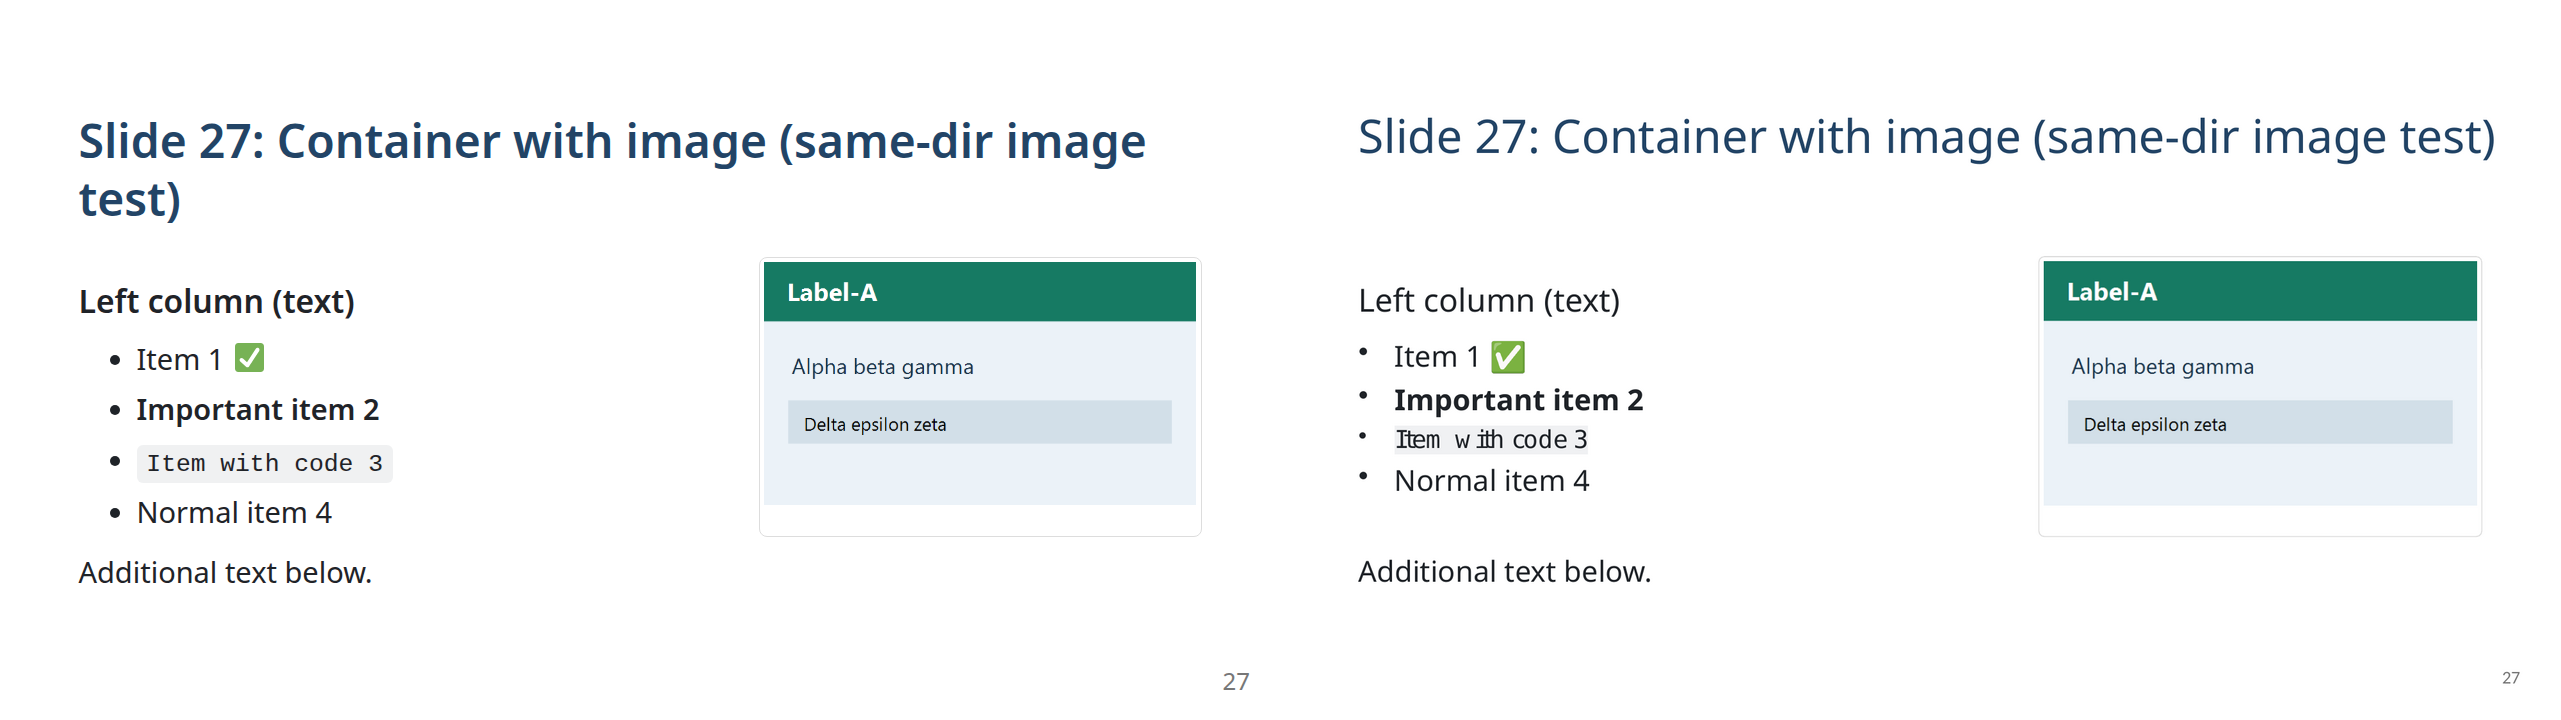 Slide 27: Container with image (same-dir image
test)
Left column (text)
• Item 1 ✅
• Important item 2
• Item with code 3
• Normal item 4
Additional text below.
Label-A
Alpha beta gamma
Delta epsilon zeta
27
Slide 27: Container with image (same-dir image test)
Left column (text)
• Item 1 ✅
• Important item 2
• Item with code 3
• Normal item 4
Additional text below.
Label-A
Alpha beta gamma
Delta epsilon zeta
27